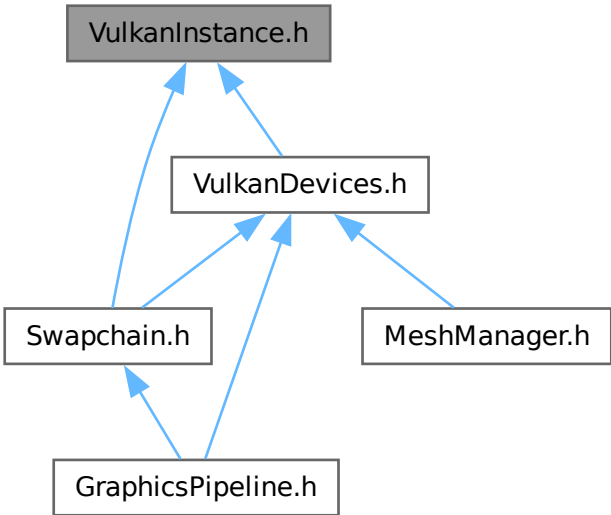 VulkanInstance.h
VulkanDevices.h
Swapchain.h
MeshManager.h
GraphicsPipeline.h